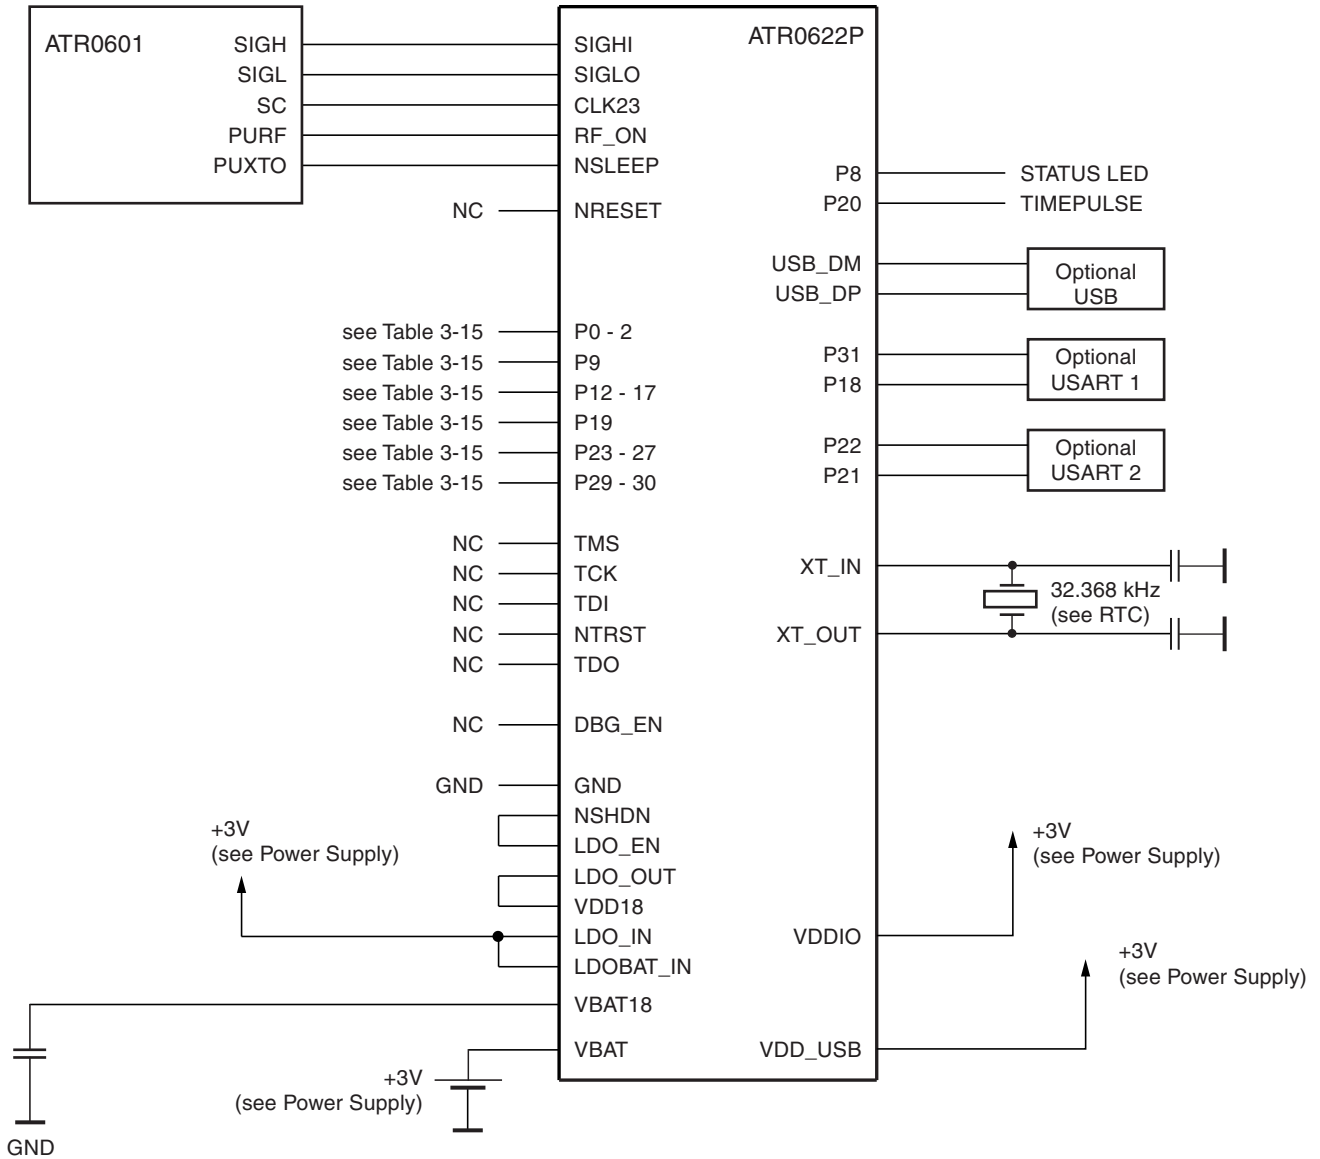 ATR0601
SIGH
SIGL
SC
PURF
PUXTO
ATR0622P
SIGHI
SIGLO
CLK23
RF_ON
NSLEEP
NC NRESET
see Table 3-15 P0 - 2
see Table 3-15 P9
see Table 3-15 P12 - 17
see Table 3-15 P19
see Table 3-15 P23 - 27
see Table 3-15 P29 - 30
NC TMS
NC TCK
NC TDI
NC NTRST
NC TDO
NC DBG_EN
GND GND
NSHDN
LDO_EN
LDO_OUT
VDD18
LDO_IN
LDOBAT_IN
VBAT18
VBAT
+3V
(see Power Supply)
+3V
(see Power Supply)
GND
P8 STATUS LED
P20 TIMEPULSE
USB_DM
USB_DP
Optional
USB
P31
P18
Optional
USART 1
P22
P21
Optional
USART 2
XT_IN
XT_OUT
32.368 kHz
(see RTC)
VDDIO
+3V
(see Power Supply)
VDD_USB
+3V
(see Power Supply)